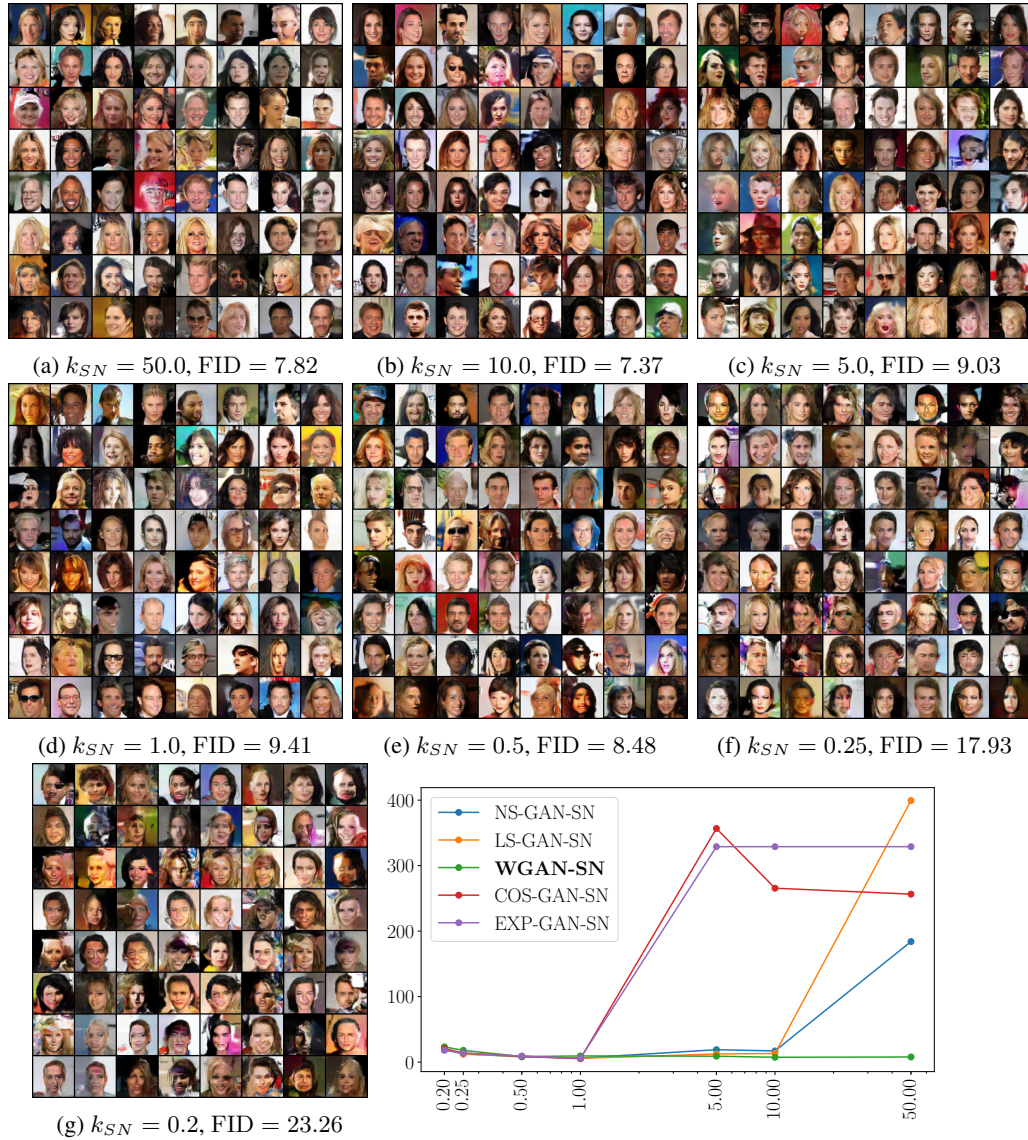 (a) k_{SN} = 50.0, FID = 7.82
(b) k_{SN} = 10.0, FID = 7.37
(c) k_{SN} = 5.0, FID = 9.03
(d) k_{SN} = 1.0, FID = 9.41
(e) k_{SN} = 0.5, FID = 8.48
(f) k_{SN} = 0.25, FID = 17.93
(g) k_{SN} = 0.2, FID = 23.26
NS-GAN-SN
LS-GAN-SN
WGAN-SN
COS-GAN-SN
EXP-GAN-SN
400
300
200
100
0
0.20
0.25
0.50
1.00
5.00
10.00
50.00